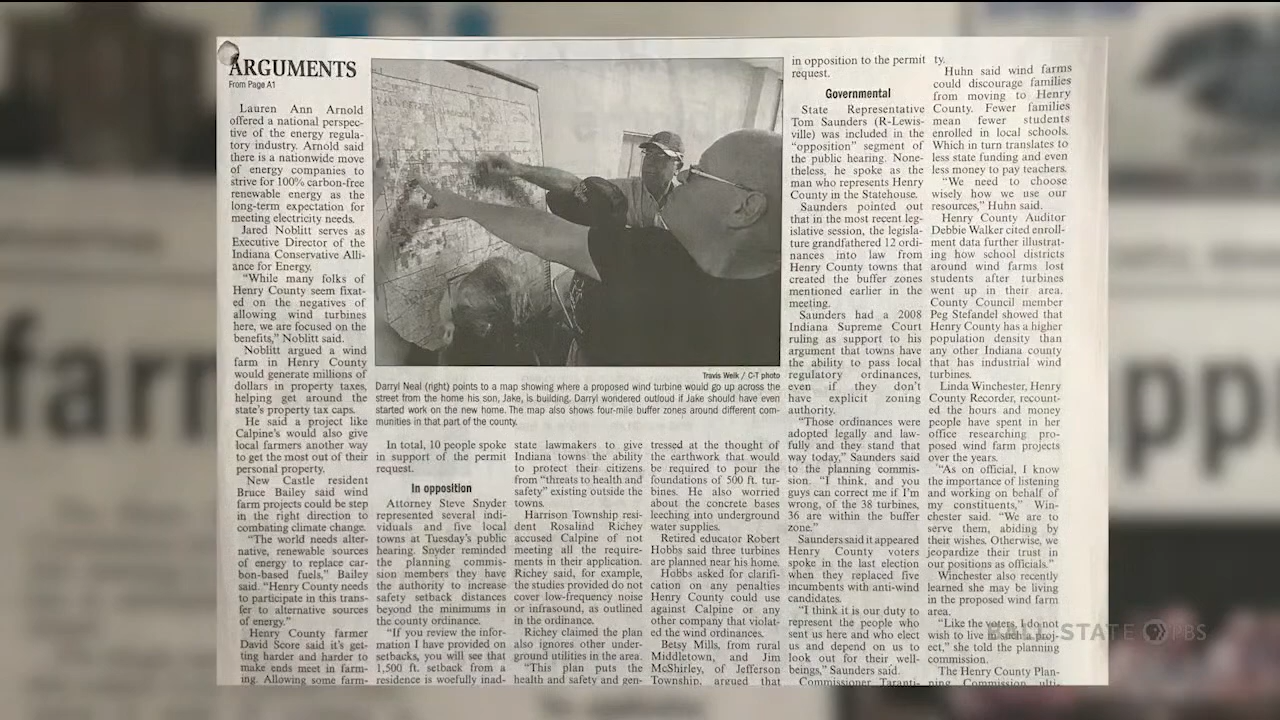 ARGUMENTS
From Page A1
Lauren Ann Arnold
offered a national perspec-
tive of the energy regula-
tory industry. Arnold said
there is a nationwide move
of energy companies to
strive for 100% carbon-free
renewable energy as the
long-term expectation for
meeting electricity needs.
Jared Noblitt serves as
Executive Director of the
Indiana Conservative Alli-
ance for Energy.
"While many folks of
Henry County seem fixat-
ed on the negatives of
allowing wind turbines
here, we are focused on the
benefits," Noblitt said.
Noblitt argued a wind
farm in Henry County
would generate millions of
dollars in property taxes,
helping get around the
state's property tax caps.
He said a project like
Calpine's would also give
local farmers another way
to get the most out of their
personal property.
New Castle resident
Bruce Bailey said wind
farm projects could be step
in the right direction to
combating climate change.
"The world needs alter-
native, renewable sources
of energy to replace car-
bon-based fuels," Bailey
said. "Henry County needs
to participate in this trans-
fer to alternative sources
of energy."
Henry County farmer
David Score said it's get-
ting harder and harder to
make ends meet in farm-
ing. Allowing some farm-
Travis Weik / C-T photo
Darryl Neal (right) points to a map showing where a proposed wind turbine would go up across the
street from the home his son, Jake, is building. Darryl wondered outloud if Jake should have even
started work on the new home. The map also shows four-mile buffer zones around different com-
munities in that part of the county.
In total, 10 people spoke
in support of the permit
request.
In opposition
Attorney Steve Snyder
represented several indi-
viduals and five local
towns at Tuesday's public
hearing. Snyder reminded
the planning commis-
sion members they have
the authority to increase
safety setback distances
beyond the minimums in
the county ordinance.
"If you review the infor-
mation I have provided on
setbacks, you will see that
1,500 ft. setback from a
residence is woefully inad-
state lawmakers to give
Indiana towns the ability
to protect their citizens
from "threats to health and
safety" existing outside the
towns.
Harrison Township resi-
dent Rosalind Richey
accused Calpine of not
meeting all the require-
ments in their application.
Richey said, for example,
the studies provided do not
cover low-frequency noise
or infrasound, as outlined
in the ordinance.
Richey claimed the plan
also ignores other under-
ground utilities in the area.
"This plan puts the
health and safety and gen-
tressed at the thought of
the earthwork that would
be required to pour the
foundations of 500 ft. tur-
bines. He also worried
about the concrete bases
leeching into underground
water supplies.
Retired educator Robert
Hobbs said three turbines
are planned near his home.
Hobbs asked for clarifi-
cation on any penalties
Henry County could use
against Calpine or any
other company that violat-
ed the wind ordinances.
Betsy Mills, from rural
Middletown, and Jim
McShirley, of Jefferson
Township, argued that
in opposition to the permit
request.
Governmental
State Representative
Tom Saunders (R-Lewis-
ville) was included in the
"opposition" segment of
the public hearing. None-
theless, he spoke as the
man who represents Henry
County in the Statehouse.
Saunders pointed out
that in the most recent leg-
islative session, the legisla-
ture grandfathered 12 ordi-
nances into law from
Henry County towns that
created the buffer zones
mentioned earlier in the
meeting.
Saunders had a 2008
Indiana Supreme Court
ruling as support to his
argument that towns have
the ability to pass local
regulatory ordinances,
even if they don't
have explicit zoning
authority.
"Those ordinances were
adopted legally and law-
fully and they stand that
way today," Saunders said
to the planning commis-
sion. "I think, and you
guys can correct me if I'm
wrong, of the 38 turbines,
36 are within the buffer
zone."
Saunders said it appeared
Henry County voters
spoke in the last election
when they replaced five
incumbents with anti-wind
candidates.
"I think it is our duty to
represent the people who
sent us here and who elect
us and depend on us to
look out for their well-
beings," Saunders said.
Commissioner Taranti-
ty.
Huhn said wind farms
could discourage families
from moving to Henry
County. Fewer families
mean fewer students
enrolled in local schools.
Which in turn translates to
less state funding and even
less money to pay teachers.
"We need to choose
wisely how we use our
resources," Huhn said.
Henry County Auditor
Debbie Walker cited enroll-
ment data further illustrat-
ing how school districts
around wind farms lost
students after turbines
went up in their area.
County Council member
Peg Stefandel showed that
Henry County has a higher
population density than
any other Indiana county
that has industrial wind
turbines.
Linda Winchester, Henry
County Recorder, recount-
ed the hours and money
people have spent in her
office researching pro-
posed wind farm projects
over the years.
"As on official, I know
the importance of listening
and working on behalf of
my constituents," Win-
chester said. "We are to
serve them, abiding by
their wishes. Otherwise, we
jeopardize their trust in
our positions as officials."
Winchester also recently
learned she may be living
in the proposed wind farm
area.
"Like the voters, I do not
wish to live in such a proj-
ect," she told the planning
commission.
The Henry County Plan-
ning Commission ulti-
BALL STATE PBS
farm
pp